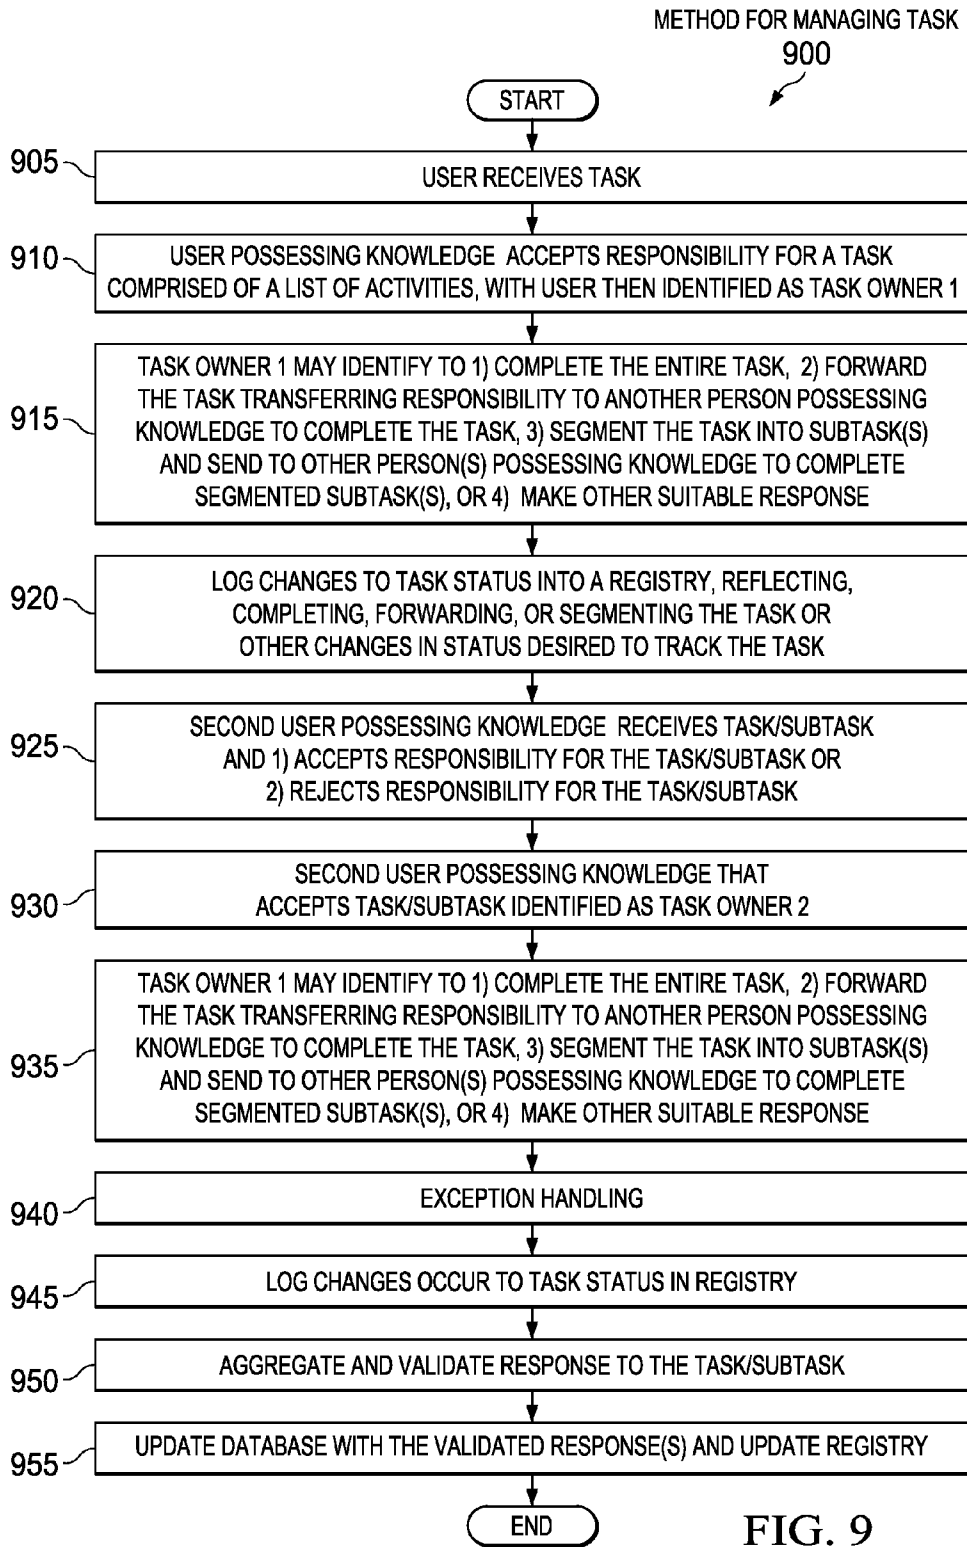 METHOD FOR MANAGING TASK
900
START
905
USER RECEIVES TASK
910
USER POSSESSING KNOWLEDGE ACCEPTS RESPONSIBILITY FOR A TASK
COMPRISED OF A LIST OF ACTIVITIES, WITH USER THEN IDENTIFIED AS TASK OWNER 1
915
TASK OWNER 1 MAY IDENTIFY TO 1) COMPLETE THE ENTIRE TASK, 2) FORWARD
THE TASK TRANSFERRING RESPONSIBILITY TO ANOTHER PERSON POSSESSING
KNOWLEDGE TO COMPLETE THE TASK, 3) SEGMENT THE TASK INTO SUBTASK(S)
AND SEND TO OTHER PERSON(S) POSSESSING KNOWLEDGE TO COMPLETE
SEGMENTED SUBTASK(S), OR 4) MAKE OTHER SUITABLE RESPONSE
920
LOG CHANGES TO TASK STATUS INTO A REGISTRY, REFLECTING,
COMPLETING, FORWARDING, OR SEGMENTING THE TASK OR
OTHER CHANGES IN STATUS DESIRED TO TRACK THE TASK
925
SECOND USER POSSESSING KNOWLEDGE RECEIVES TASK/SUBTASK
AND 1) ACCEPTS RESPONSIBILITY FOR THE TASK/SUBTASK OR
2) REJECTS RESPONSIBILITY FOR THE TASK/SUBTASK
930
SECOND USER POSSESSING KNOWLEDGE THAT
ACCEPTS TASK/SUBTASK IDENTIFIED AS TASK OWNER 2
935
TASK OWNER 1 MAY IDENTIFY TO 1) COMPLETE THE ENTIRE TASK, 2) FORWARD
THE TASK TRANSFERRING RESPONSIBILITY TO ANOTHER PERSON POSSESSING
KNOWLEDGE TO COMPLETE THE TASK, 3) SEGMENT THE TASK INTO SUBTASK(S)
AND SEND TO OTHER PERSON(S) POSSESSING KNOWLEDGE TO COMPLETE
SEGMENTED SUBTASK(S), OR 4) MAKE OTHER SUITABLE RESPONSE
940
EXCEPTION HANDLING
945
LOG CHANGES OCCUR TO TASK STATUS IN REGISTRY
950
AGGREGATE AND VALIDATE RESPONSE TO THE TASK/SUBTASK
955
UPDATE DATABASE WITH THE VALIDATED RESPONSE(S) AND UPDATE REGISTRY
END
FIG. 9